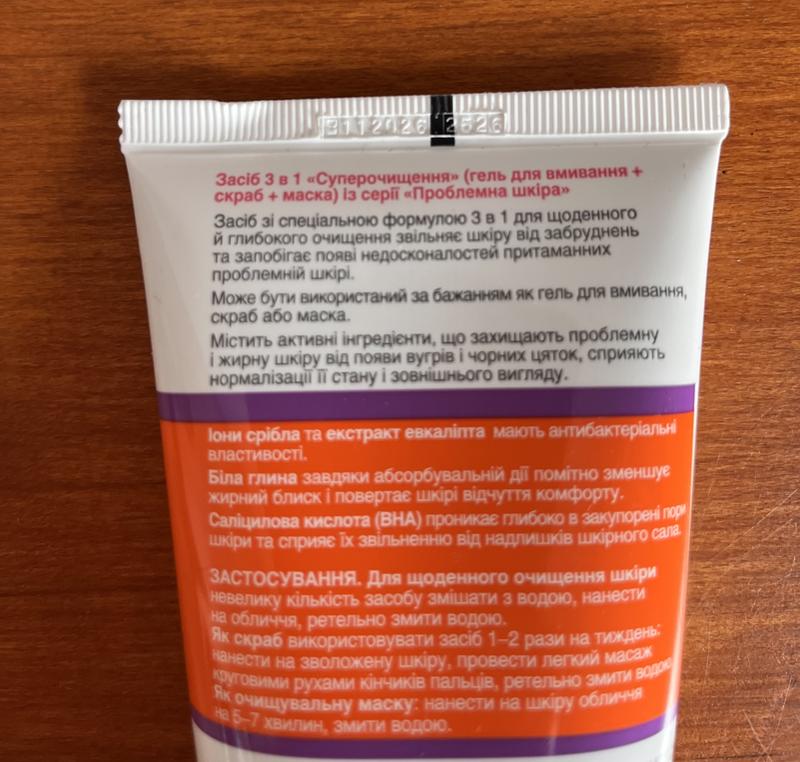 3112026 2526
Засіб 3 в 1 «Суперочищення» (гель для вмивання +
скраб + маска) із серії «Проблемна шкіра»
Засіб зі спеціальною формулою 3 в 1 для щоденного
й глибокого очищення звільняє шкіру від забруднень
та запобігає появі недосконалостей притаманних
проблемній шкірі.
Може бути використаний за бажанням як гель для вмивання,
скраб або маска.
Містить активні інгредієнти, що захищають проблемну
і жирну шкіру від появи вугрів і чорних цяток, сприяють
нормалізації її стану і зовнішнього вигляду.
Іони срібла та екстракт евкаліпта мають антибактеріальні
властивості.
Біла глина завдяки абсорбувальній дії помітно зменшує
жирний блиск і повертає шкірі відчуття комфорту.
Саліцилова кислота (BHA) проникає глибоко в закупорені пори
шкіри та сприяє їх звільненню від надлишків шкірного сала.
ЗАСТОСУВАННЯ. Для щоденного очищення шкіри
невелику кількість засобу змішати з водою, нанести
на обличчя, ретельно змити водою.
Як скраб використовувати засіб 1–2 рази на тиждень:
нанести на зволожену шкіру, провести легкий масаж
круговими рухами кінчиків пальців, ретельно змити водою.
Як очищувальну маску: нанести на шкіру обличчя
на 5–7 хвилин, змити водою.